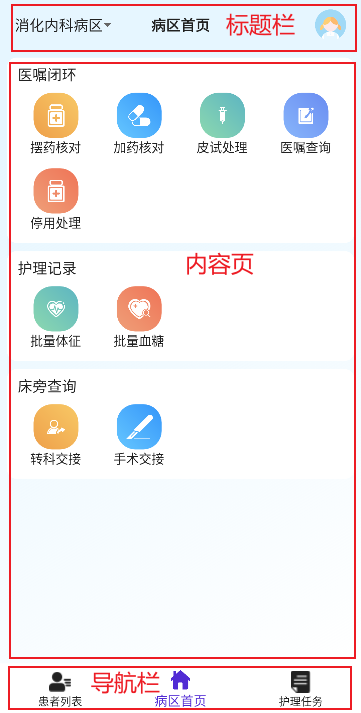 消化内科病区 病区首页 标题栏
医嘱闭环
摆药核对 加药核对 皮试处理 医嘱查询
停用处理
护理记录
内容页
批量体征 批量血糖
床旁查询
转科交接 手术交接
导航栏
患者列表 病区首页 护理任务